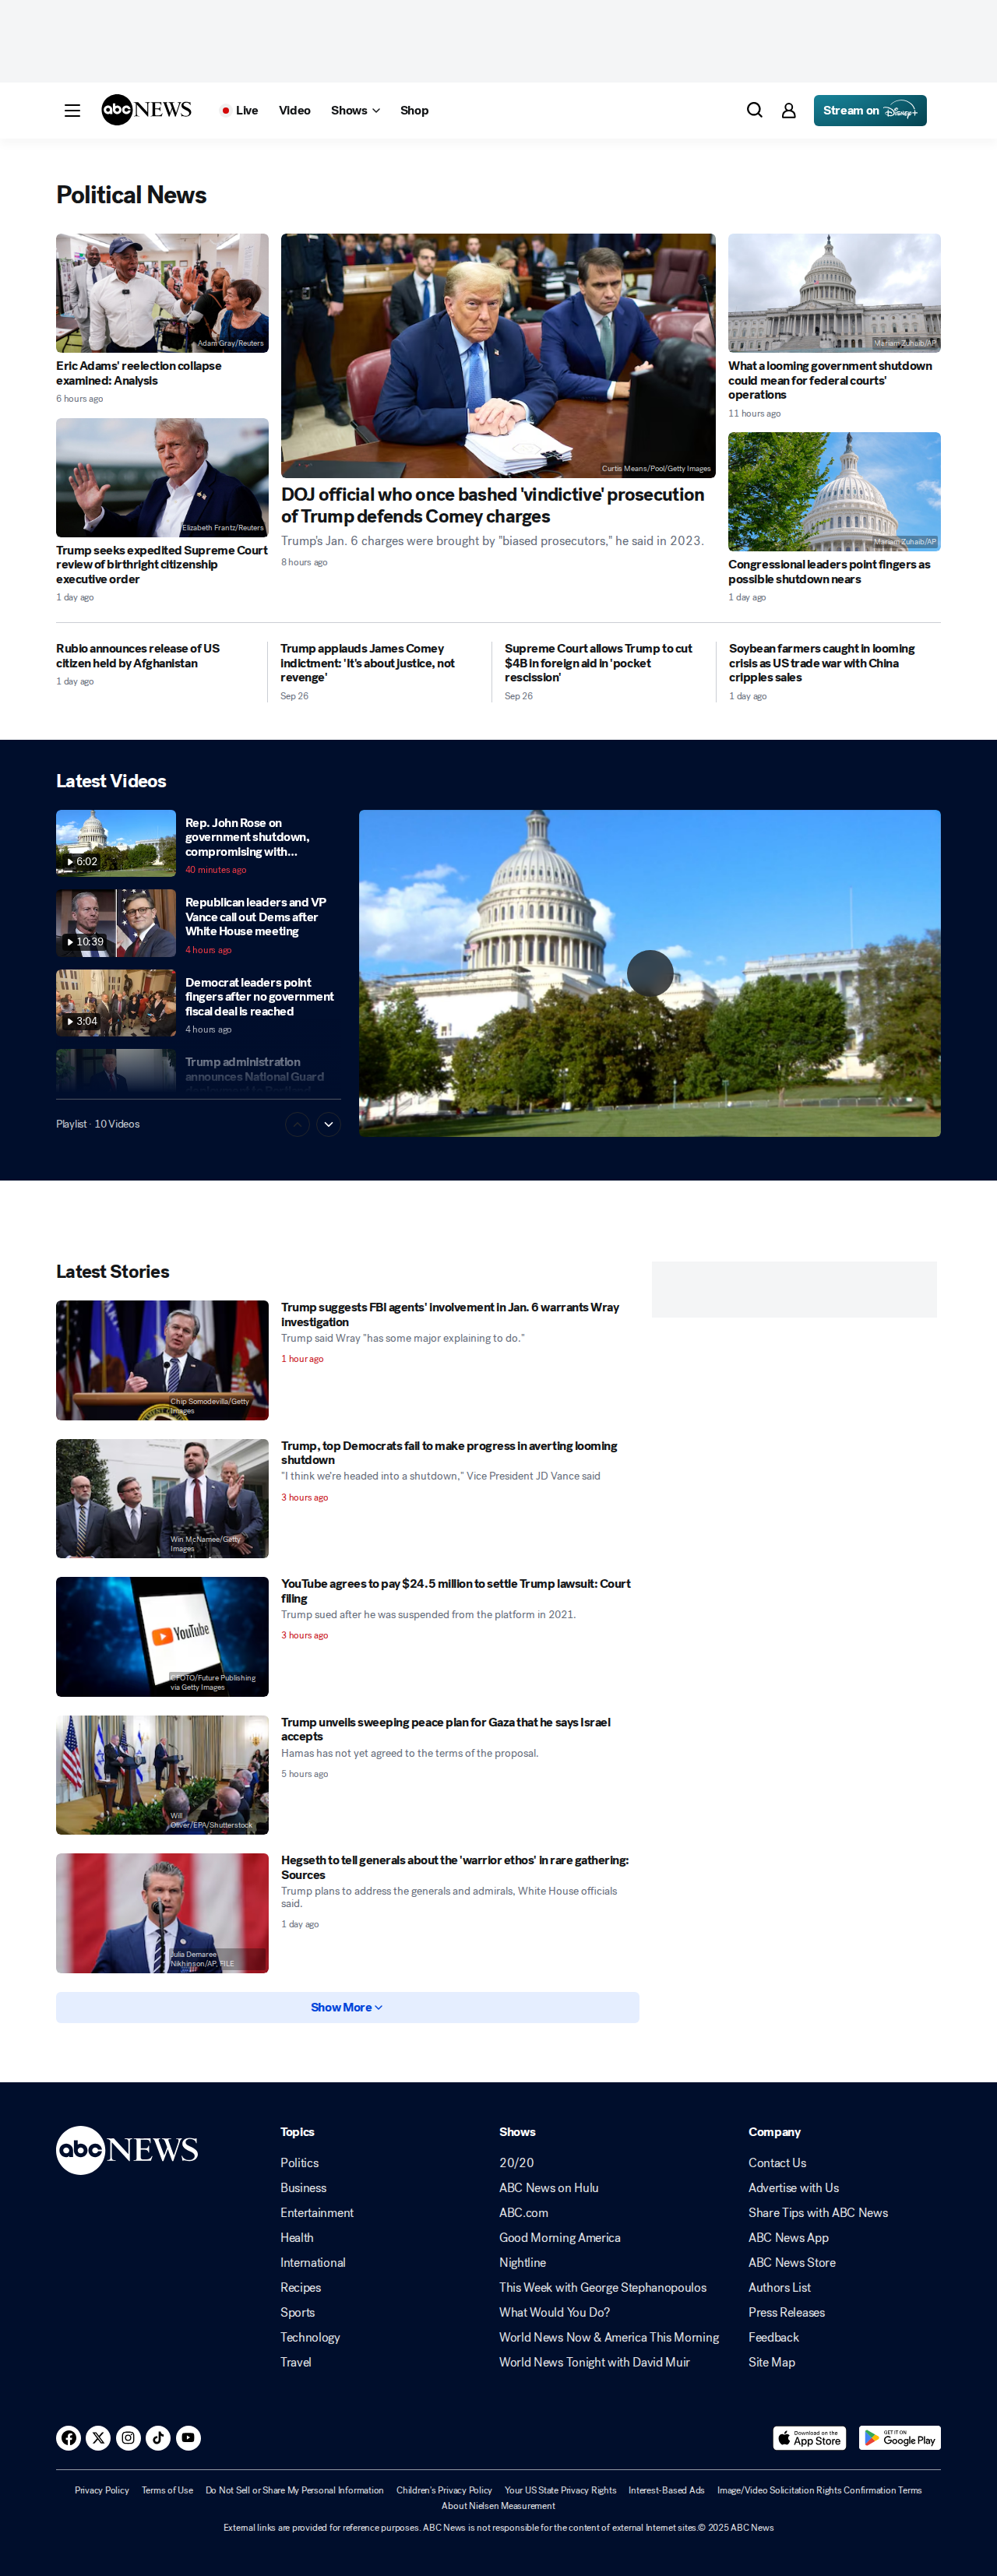 abc NEWS
Live
Video
Shows
Shop
Stream on Disney+
Political News
Adam Gray/Reuters
Eric Adams' reelection collapse
examined: Analysis
6 hours ago
Elizabeth Frantz/Reuters
Trump seeks expedited Supreme Court
review of birthright citizenship
executive order
1 day ago
Curtis Means/Pool/Getty Images
DOJ official who once bashed 'vindictive' prosecution
of Trump defends Comey charges
Trump's Jan. 6 charges were brought by "biased prosecutors," he said in 2023.
8 hours ago
Mariam Zuhaib/AP
What a looming government shutdown
could mean for federal courts'
operations
11 hours ago
Mariam Zuhaib/AP
Congressional leaders point fingers as
possible shutdown nears
1 day ago
Rubio announces release of US
citizen held by Afghanistan
1 day ago
Trump applauds James Comey
indictment: 'It's about justice, not
revenge'
Sep 26
Supreme Court allows Trump to cut
$4B in foreign aid in 'pocket
rescission'
Sep 26
Soybean farmers caught in looming
crisis as US trade war with China
cripples sales
1 day ago
Latest Videos
6:02
Rep. John Rose on
government shutdown,
compromising with...
40 minutes ago
10:39
Republican leaders and VP
Vance call out Dems after
White House meeting
4 hours ago
3:04
Democrat leaders point
fingers after no government
fiscal deal is reached
4 hours ago
Trump administration
announces National Guard
Playlist · 10 Videos
Latest Stories
Chip Somodevilla/Getty
Images
Trump suggests FBI agents' involvement in Jan. 6 warrants Wray
investigation
Trump said Wray "has some major explaining to do."
1 hour ago
Win McNamee/Getty
Images
Trump, top Democrats fail to make progress in averting looming
shutdown
"I think we're headed into a shutdown," Vice President JD Vance said
3 hours ago
YouTube
CFOTO/Future Publishing
via Getty Images
YouTube agrees to pay $24.5 million to settle Trump lawsuit: Court
filing
Trump sued after he was suspended from the platform in 2021.
3 hours ago
Will
Oliver/EPA/Shutterstock
Trump unveils sweeping peace plan for Gaza that he says Israel
accepts
Hamas has not yet agreed to the terms of the proposal.
5 hours ago
Julia Demaree
Nikhinson/AP, FILE
Hegseth to tell generals about the 'warrior ethos' in rare gathering:
Sources
Trump plans to address the generals and admirals, White House officials
said.
1 day ago
Show More
abc NEWS
Topics
Politics
Business
Entertainment
Health
International
Recipes
Sports
Technology
Travel
Shows
20/20
ABC News on Hulu
ABC.com
Good Morning America
Nightline
This Week with George Stephanopoulos
What Would You Do?
World News Now & America This Morning
World News Tonight with David Muir
Company
Contact Us
Advertise with Us
Share Tips with ABC News
ABC News App
ABC News Store
Authors List
Press Releases
Feedback
Site Map
Download on the
App Store
GET IT ON
Google Play
Privacy Policy
Terms of Use
Do Not Sell or Share My Personal Information
Children's Privacy Policy
Your US State Privacy Rights
Interest-Based Ads
Image/Video Solicitation Rights Confirmation Terms
About Nielsen Measurement
External links are provided for reference purposes. ABC News is not responsible for the content of external Internet sites.© 2025 ABC News